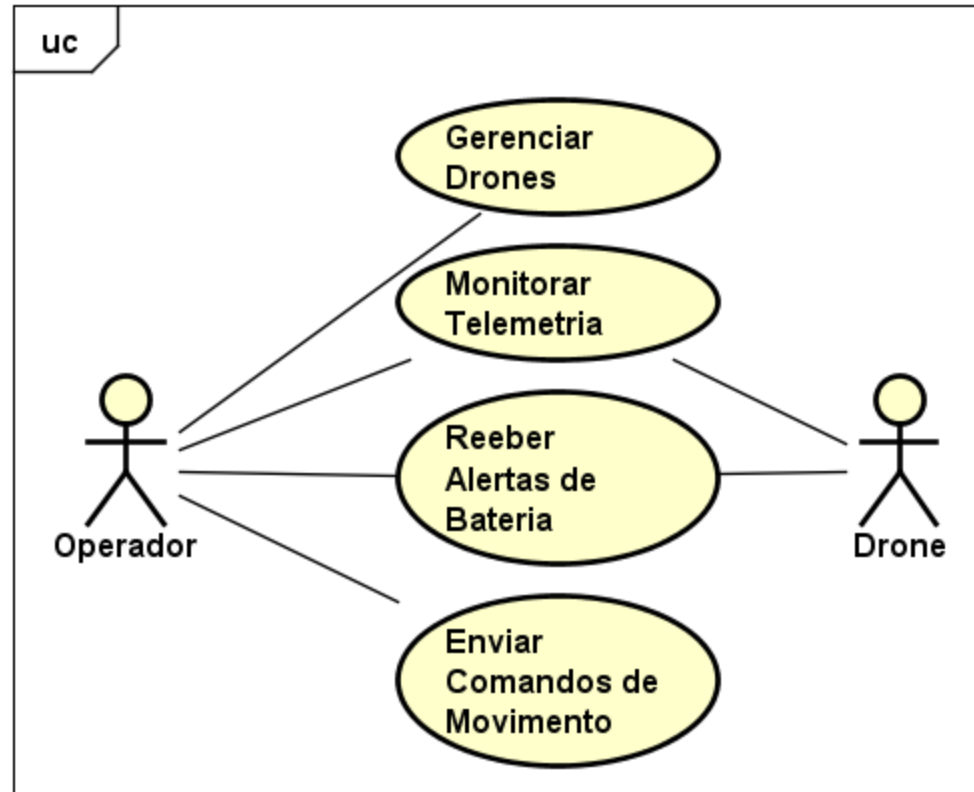 uc
Gerenciar
Drones
Monitorar
Telemetria
Reeber
Alertas de
Bateria
Operador
Drone
Enviar
Comandos de
Movimento